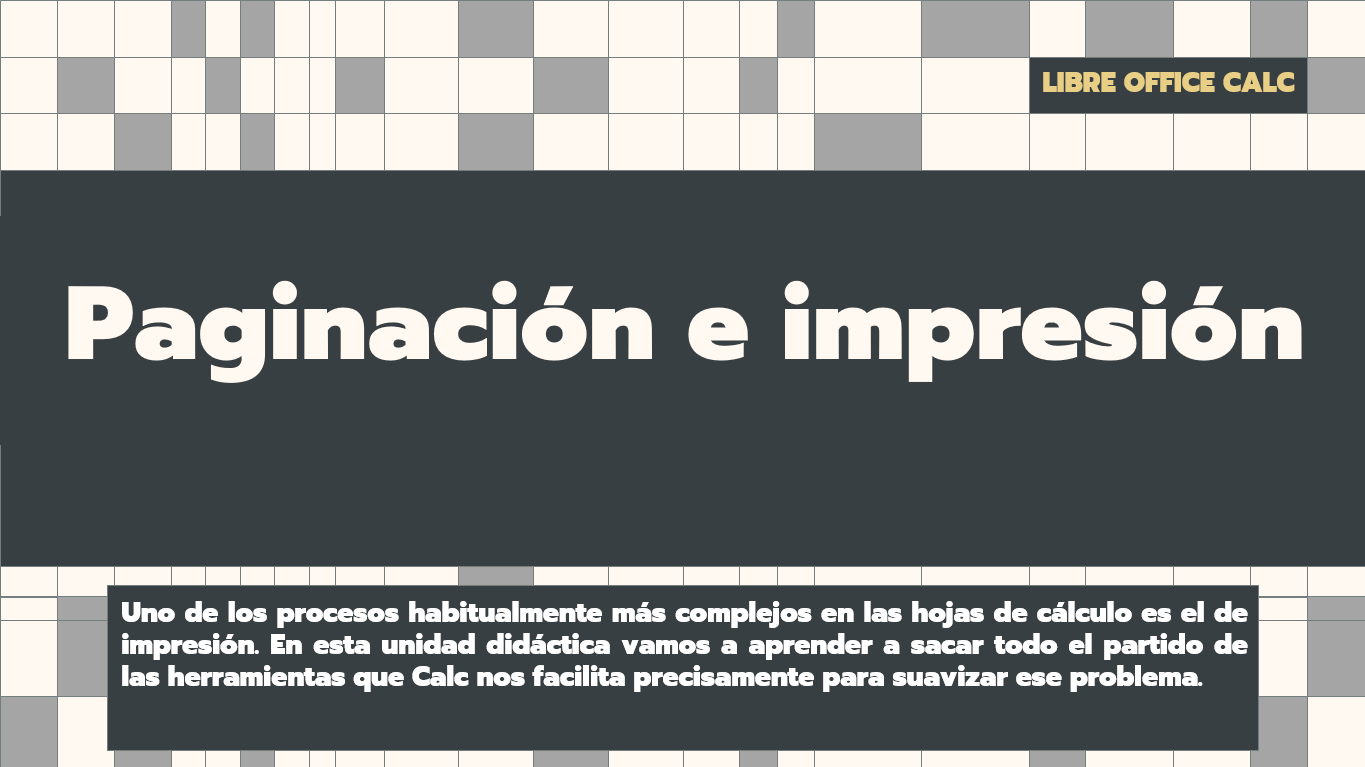 LIBRE OFFICE CALC
Paginación e impresión
Uno de los procesos habitualmente más complejos en las hojas de cálculo es el de
impresión. En esta unidad didáctica vamos a aprender a sacar todo el partido de
las herramientas que Calc nos facilita precisamente para suavizar ese problema.